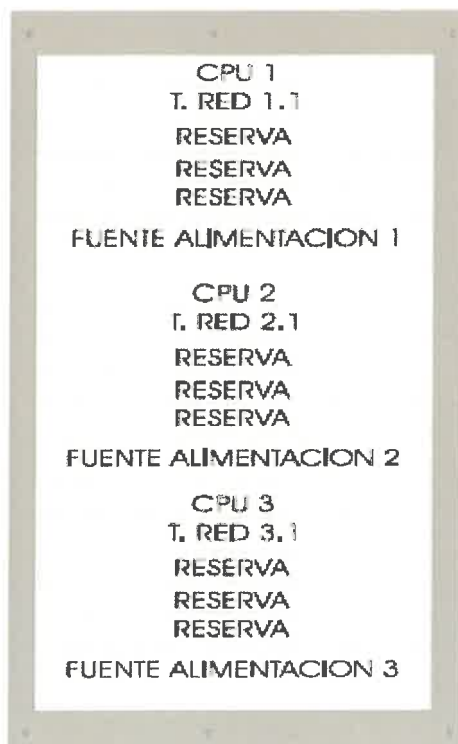 CPU 1
T. RED 1.1
RESERVA
RESERVA
RESERVA
FUENTE ALIMENTACION 1
CPU 2
T. RED 2.1
RESERVA
RESERVA
RESERVA
FUENTE ALIMENTACION 2
CPU 3
T. RED 3.1
RESERVA
RESERVA
RESERVA
FUENTE ALIMENTACION 3